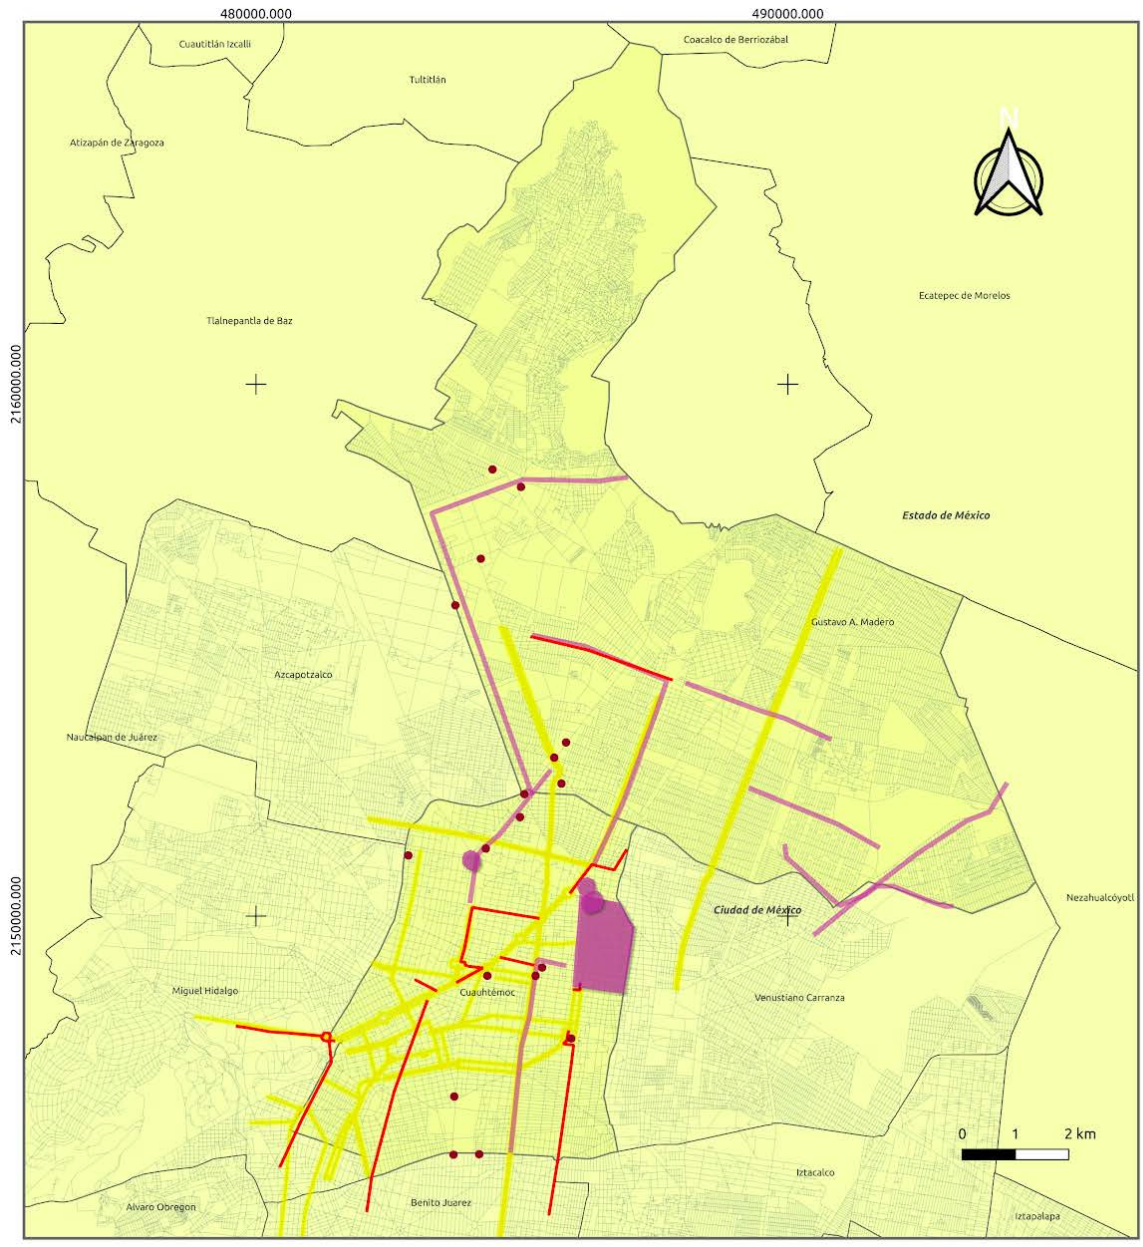 480000.000
490000.000
Cuautitlán Izcalli
Coacalco de Berriozábal
Tultitlán
N
Atizapán de Zaragoza
Ecatepec de Morelos
Tlalnepantla de Baz
2160000.000
Estado de México
Gustavo A. Madero
Azcapotzalco
Naucalpan de Juárez
Nezahualcóyotl
Ciudad de México
2150000.000
Miguel Hidalgo
Cuauhtémoc
Venustiano Carranza
0 1 2 km
Iztacalco
Benito Juarez
Alvaro Obregon
Iztapalapa